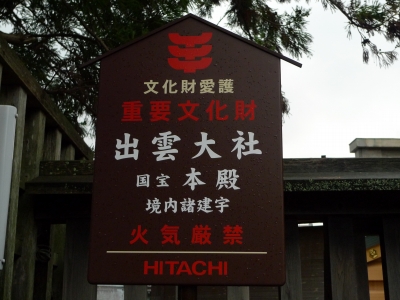 文化財愛護
重要文化財
出雲大社
国宝 本殿
境内諸建宇
火気厳禁
HITACHI